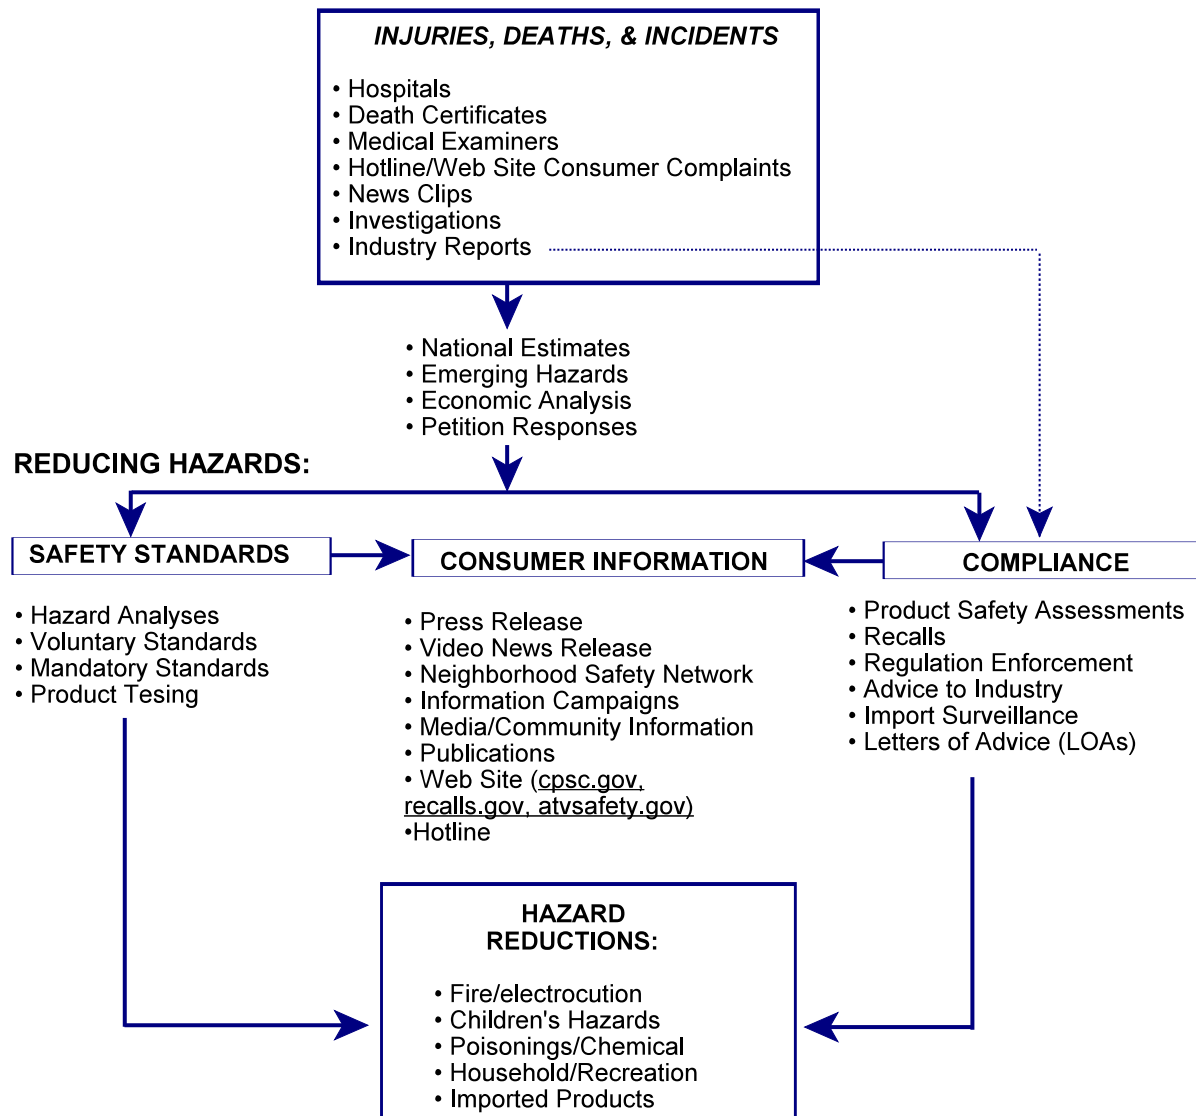 INJURIES, DEATHS, & INCIDENTS
• Hospitals
• Death Certificates
• Medical Examiners
• Hotline/Web Site Consumer Complaints
• News Clips
• Investigations
• Industry Reports
• National Estimates
• Emerging Hazards
• Economic Analysis
• Petition Responses
REDUCING HAZARDS:
SAFETY STANDARDS
• Hazard Analyses
• Voluntary Standards
• Mandatory Standards
• Product Tesing
CONSUMER INFORMATION
• Press Release
• Video News Release
• Neighborhood Safety Network
• Information Campaigns
• Media/Community Information
• Publications
• Web Site (cpsc.gov,
recalls.gov, atvsafety.gov)
•Hotline
COMPLIANCE
• Product Safety Assessments
• Recalls
• Regulation Enforcement
• Advice to Industry
• Import Surveillance
• Letters of Advice (LOAs)
HAZARD
REDUCTIONS:
• Fire/electrocution
• Children's Hazards
• Poisonings/Chemical
• Household/Recreation
• Imported Products